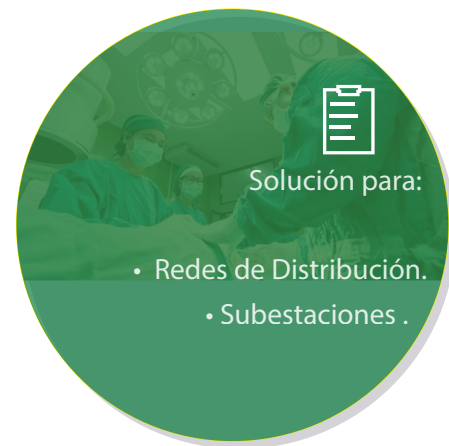 Solución para:
• Redes de Distribución.
• Subestaciones .